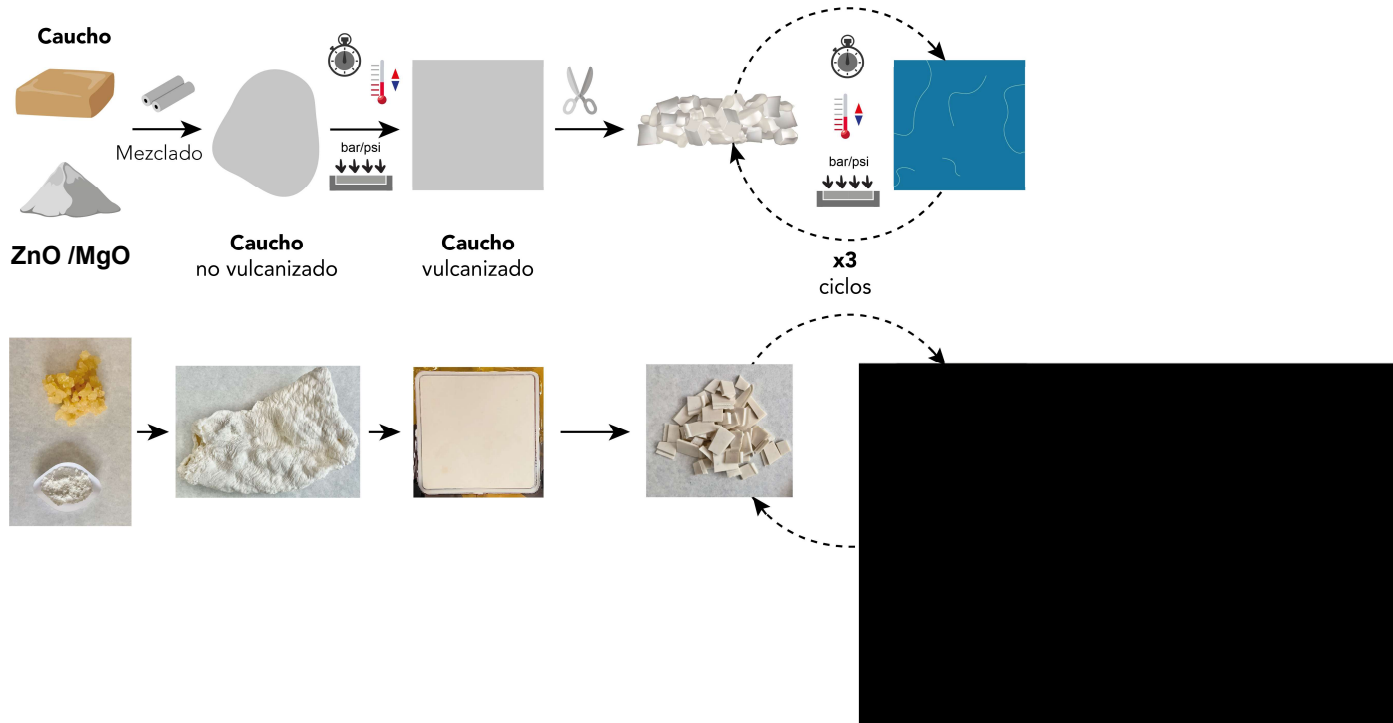 Caucho
Mezclado
ZnO /MgO
bar/psi
Caucho
no vulcanizado
Caucho
vulcanizado
bar/psi
x3
ciclos